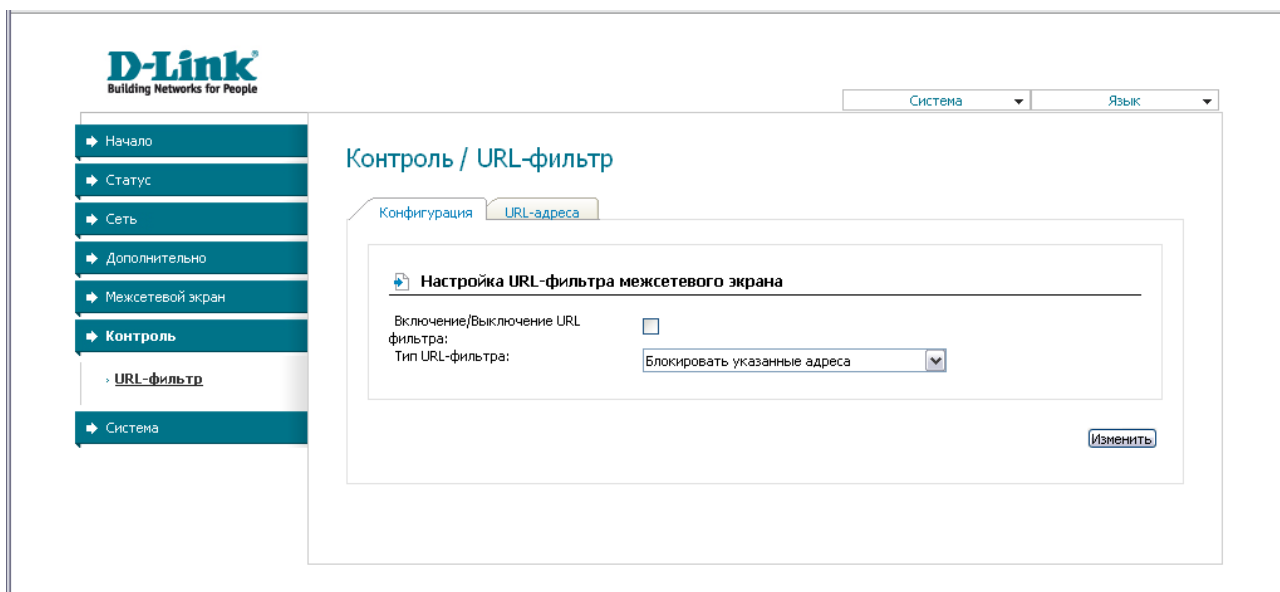 D-Link
Building Networks for People
Система
Язык
Начало
Статус
Сеть
Дополнительно
Межсетевой экран
Контроль
URL-фильтр
Система
Контроль / URL-фильтр
Конфигурация
URL-адреса
Настройка URL-фильтра межсетевого экрана
Включение/Выключение URL
фильтра:
Тип URL-фильтра:
Блокировать указанные адреса
Изменить